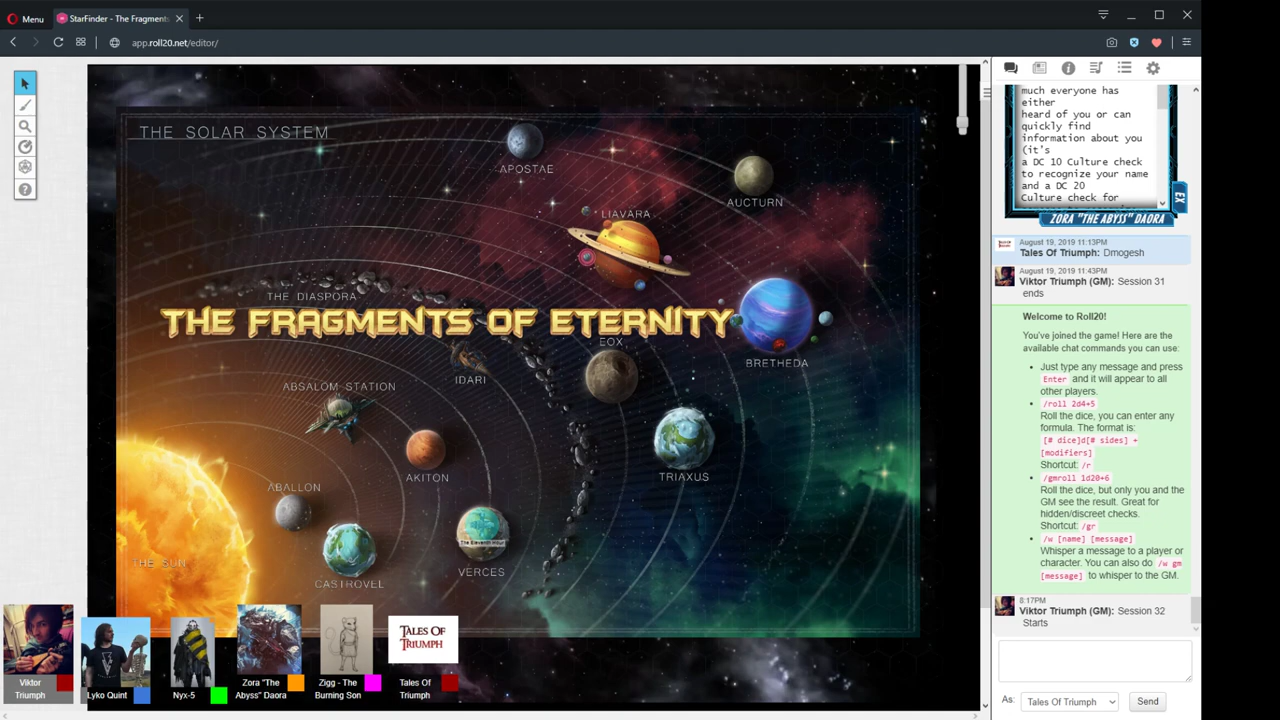 Menu
StarFinder - The Fragments
app.roll20.net/editor/
THE SOLAR SYSTEM
APOSTAE
AUCTURN
LIAVARA
THE DIASPORA
THE FRAGMENTS OF ETERNITY
EOX
BRETHEDA
IDARI
ABSALOM STATION
AKITON
TRIAXUS
ABALLON
The Eleventh Hour
THE SUN
VERCES
CASTROVEL
TALES OF
TRIUMPH
Viktor
Triumph
Lyko Quint
Nyx-5
Zora "The
Abyss" Daora
Zigg - The
Burning Son
Tales Of
Triumph
much everyone has
either
heard of you or can
quickly find
information about you
(it's
a DC 10 Culture check
to recognize your name
and a DC 20
Culture check for
EX
ZORA "THE ABYSS" DAORA
August 19, 2019 11:13PM
Tales Of Triumph: Dmogesh
August 19, 2019 11:43PM
Viktor Triumph (GM): Session 31
ends
Welcome to Roll20!
You've joined the game! Here are the
available chat commands you can use:
Just type any message and press
Enter and it will appear to all
other players.
/roll 2d4+5
Roll the dice, you can enter any
formula. The format is:
[# dice]d[# sides] +
[modifiers]
Shortcut: /r
/gmroll 1d20+6
Roll the dice, but only you and the
GM see the result. Great for
hidden/discreet checks.
Shortcut: /gr
/w [name] [message]
Whisper a message to a player or
character. You can also do /w gm
[message] to whisper to the GM.
8:17PM
Viktor Triumph (GM): Session 32
Starts
As:
Tales Of Triumph
Send